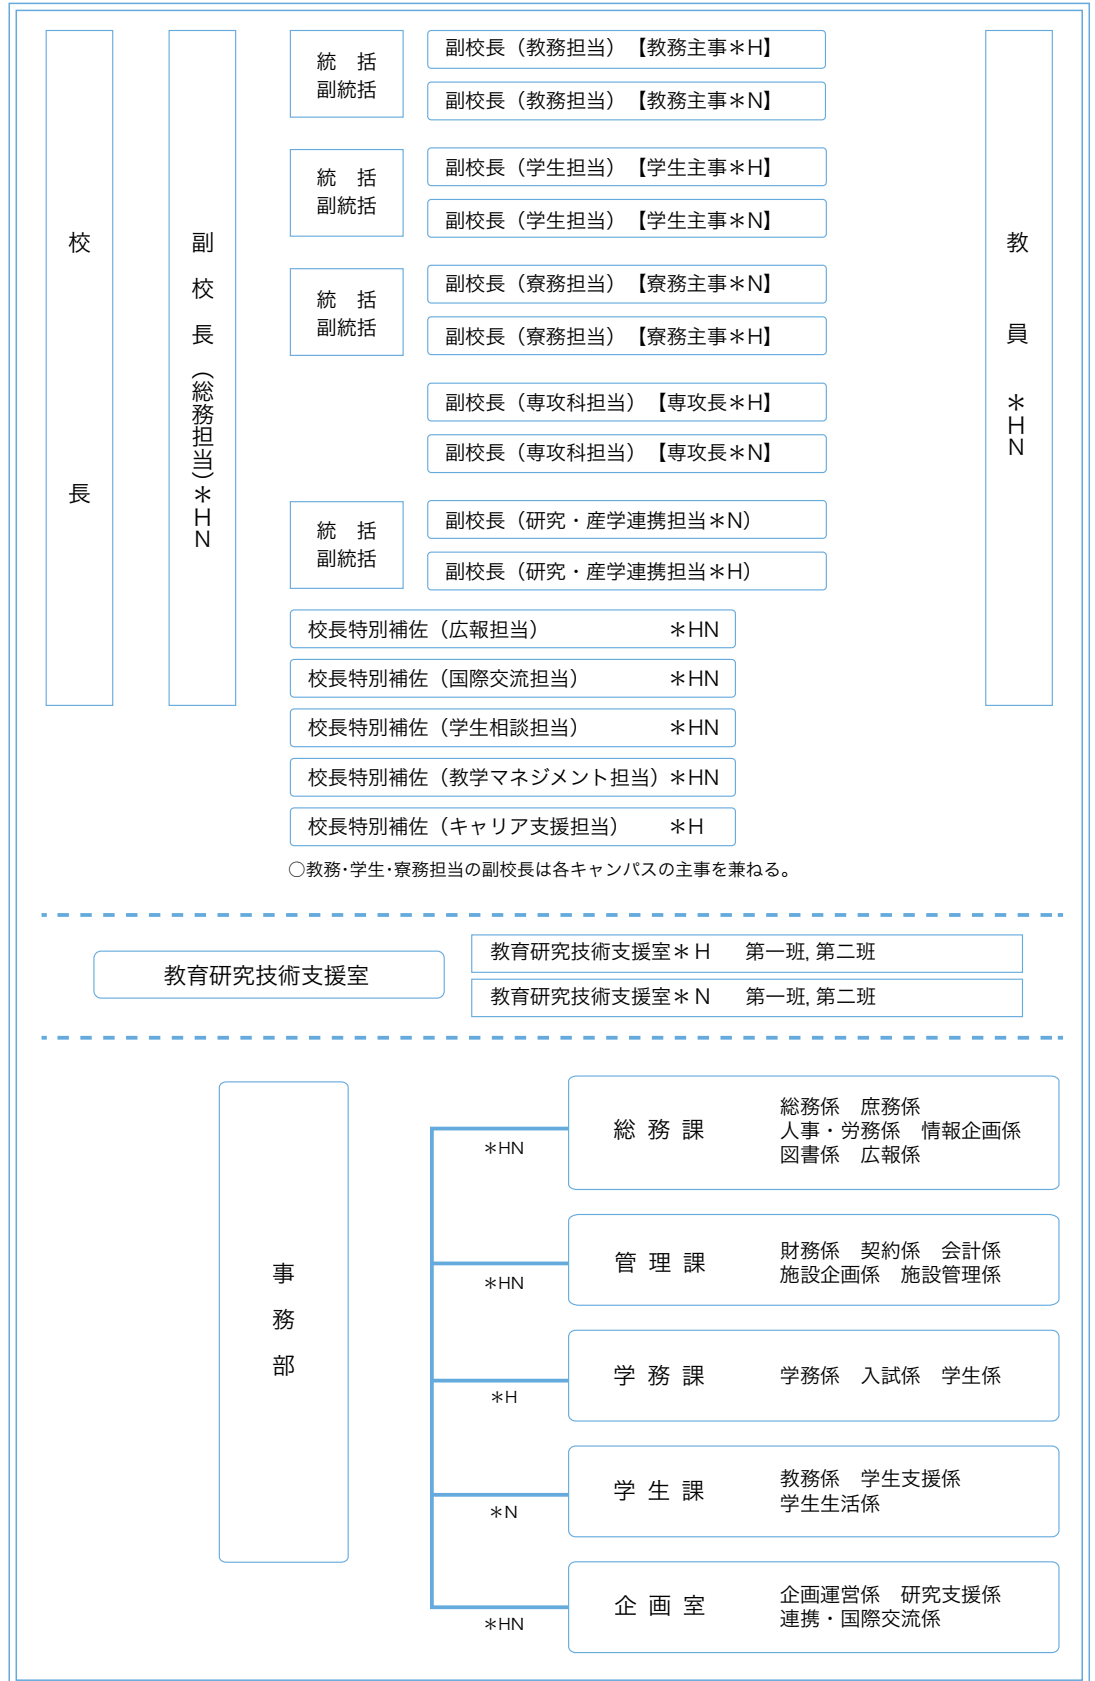 校長
副校長（総務担当）＊HN
統　括
副統括
副校長（教務担当）【教務主事＊H】
副校長（教務担当）【教務主事＊N】
統　括
副統括
副校長（学生担当）【学生主事＊H】
副校長（学生担当）【学生主事＊N】
統　括
副統括
副校長（寮務担当）【寮務主事＊N】
副校長（寮務担当）【寮務主事＊H】
副校長（専攻科担当）【専攻長＊H】
副校長（専攻科担当）【専攻長＊N】
統　括
副統括
副校長（研究・産学連携担当＊N）
副校長（研究・産学連携担当＊H）
校長特別補佐（広報担当）　＊HN
校長特別補佐（国際交流担当）　＊HN
校長特別補佐（学生相談担当）　＊HN
校長特別補佐（教学マネジメント担当）＊HN
校長特別補佐（キャリア支援担当）　＊H
教員　＊HN
○教務・学生・寮務担当の副校長は各キャンパスの主事を兼ねる。
教育研究技術支援室
教育研究技術支援室＊H　第一班, 第二班
教育研究技術支援室＊N　第一班, 第二班
事務部
＊HN
総務課
総務係　庶務係
人事・労務係　情報企画係
図書係　広報係
＊HN
管理課
財務係　契約係　会計係
施設企画係　施設管理係
＊H
学務課
学務係　入試係　学生係
＊N
学生課
教務係　学生支援係
学生生活係
＊HN
企画室
企画運営係　研究支援係
連携・国際交流係